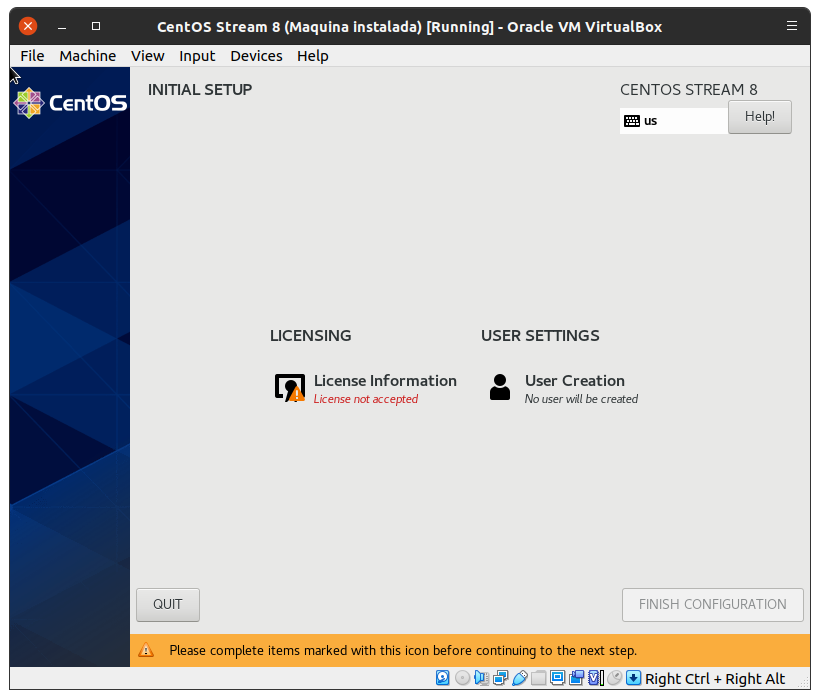 CentOS Stream 8 (Maquina instalada) [Running] - Oracle VM VirtualBox
File Machine View Input Devices Help
CentOS
INITIAL SETUP
CENTOS STREAM 8
us
Help!
LICENSING
License Information
License not accepted
USER SETTINGS
User Creation
No user will be created
QUIT
FINISH CONFIGURATION
Please complete items marked with this icon before continuing to the next step.
Right Ctrl + Right Alt